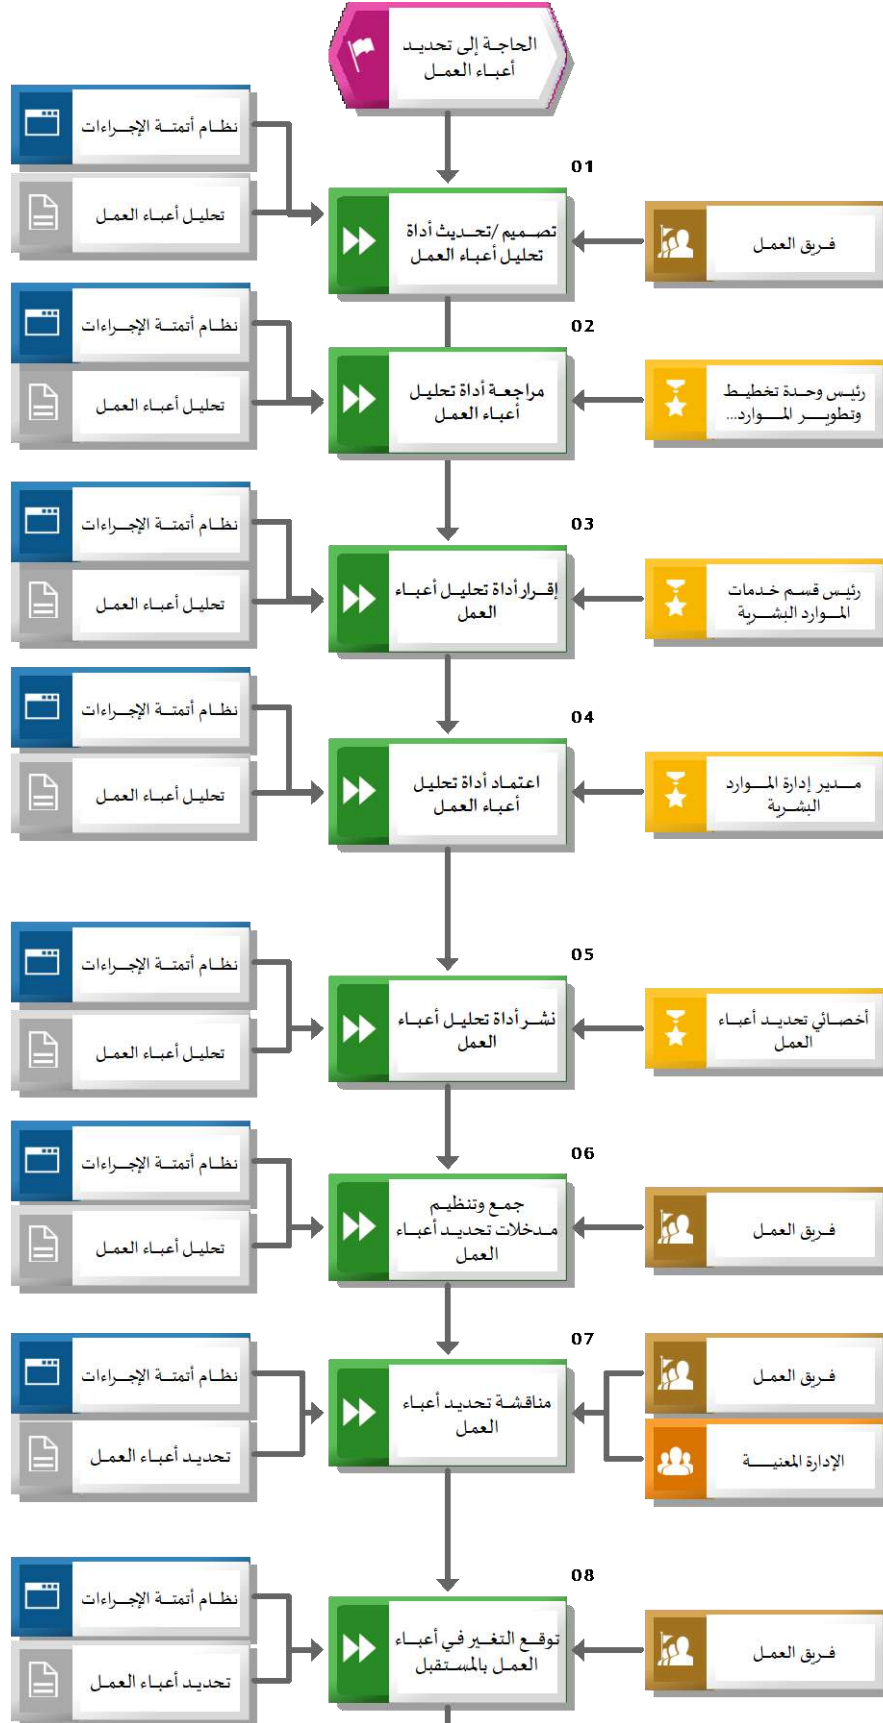 الحاجة إلى تحديد
أعباء العمل
01
فريق العمل
تصميم/تحديث أداة
تحليل أعباء العمل
نظام أتمتة الإجراءات
تحليل أعباء العمل
02
رئيس وحدة تخطيط
وتطوير الموارد...
مراجعة أداة تحليل
أعباء العمل
نظام أتمتة الإجراءات
تحليل أعباء العمل
03
رئيس قسم خدمات
الموارد البشرية
إقرار أداة تحليل أعباء
العمل
نظام أتمتة الإجراءات
تحليل أعباء العمل
04
مدير إدارة الموارد
البشرية
اعتماد أداة تحليل
أعباء العمل
نظام أتمتة الإجراءات
تحليل أعباء العمل
05
أخصائي تحديد أعباء
العمل
نشر أداة تحليل أعباء
العمل
نظام أتمتة الإجراءات
تحليل أعباء العمل
06
فريق العمل
جمع وتنظيم
مدخلات تحديد أعباء
العمل
نظام أتمتة الإجراءات
تحليل أعباء العمل
07
فريق العمل
الإدارة المعنية
مناقشة تحديد أعباء
العمل
نظام أتمتة الإجراءات
تحديد أعباء العمل
08
فريق العمل
توقع التغير في أعباء
العمل بالمستقبل
نظام أتمتة الإجراءات
تحديد أعباء العمل